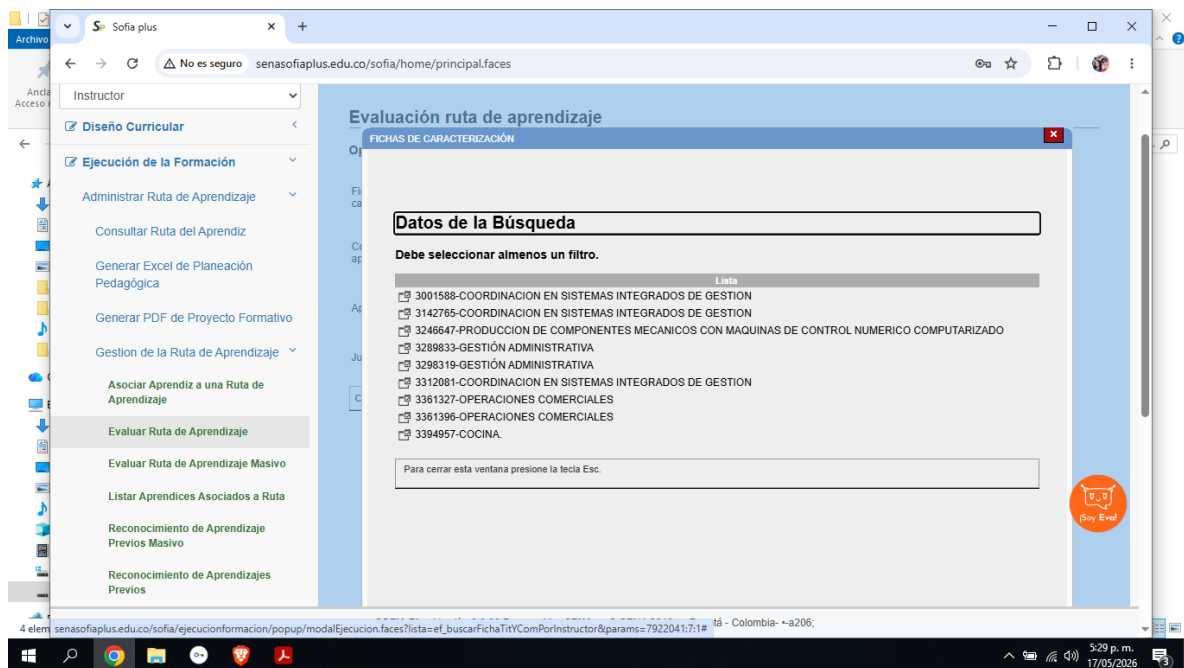 Archivo
Sofia plus
No es seguro
senasofiaplus.edu.co/sofia/home/principal.faces
Ancla
Acceso
Instructor
Diseño Curricular
Ejecución de la Formación
Administrar Ruta de Aprendizaje
Consultar Ruta del Aprendiz
Generar Excel de Planeación
Pedagógica
Generar PDF de Proyecto Formativo
Gestion de la Ruta de Aprendizaje
Asociar Aprendiz a una Ruta de
Aprendizaje
Evaluar Ruta de Aprendizaje
Evaluar Ruta de Aprendizaje Masivo
Listar Aprendices Asociados a Ruta
Reconocimiento de Aprendizaje
Previos Masivo
Reconocimiento de Aprendizajes
Previos
Evaluación ruta de aprendizaje
FICHAS DE CARACTERIZACIÓN
Datos de la Búsqueda
Debe seleccionar almenos un filtro.
Lista
3001588-COORDINACION EN SISTEMAS INTEGRADOS DE GESTION
3142765-COORDINACION EN SISTEMAS INTEGRADOS DE GESTION
3246647-PRODUCCION DE COMPONENTES MECANICOS CON MAQUINAS DE CONTROL NUMERICO COMPUTARIZADO
3289833-GESTIÓN ADMINISTRATIVA
3298319-GESTIÓN ADMINISTRATIVA
3312081-COORDINACION EN SISTEMAS INTEGRADOS DE GESTION
3361327-OPERACIONES COMERCIALES
3361396-OPERACIONES COMERCIALES
3394957-COCINA.
Para cerrar esta ventana presione la tecla Esc.
¡Soy Eva!
4 elem
senasofiaplus.edu.co/sofia/ejecucionformacion/popup/modalEjecucion.faces?lista=ef_buscarFichaTitYComPorInstructor&params=7922041:7:1#
tá - Colombia- •-a206;
5:29 p. m.
17/05/2026
3